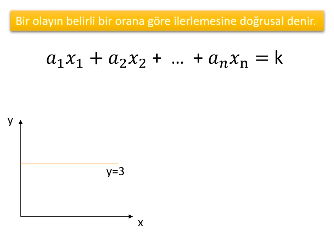 Bir olayın belirli bir orana göre ilerlemesine doğrusal denir.
a₁x₁ + a₂x₂ + … + aₙxₙ = k
y
y=3
x